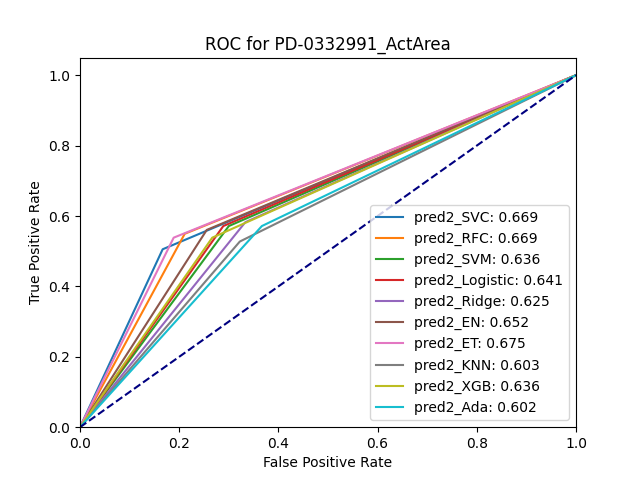 ROC for PD-0332991_ActArea
True Positive Rate
1.0
0.8
0.6
0.4
0.2
0.0
pred2_SVC: 0.669
pred2_RFC: 0.669
pred2_SVM: 0.636
pred2_Logistic: 0.641
pred2_Ridge: 0.625
pred2_EN: 0.652
pred2_ET: 0.675
pred2_KNN: 0.603
pred2_XGB: 0.636
pred2_Ada: 0.602
0.0 0.2 0.4 0.6 0.8 1.0
False Positive Rate